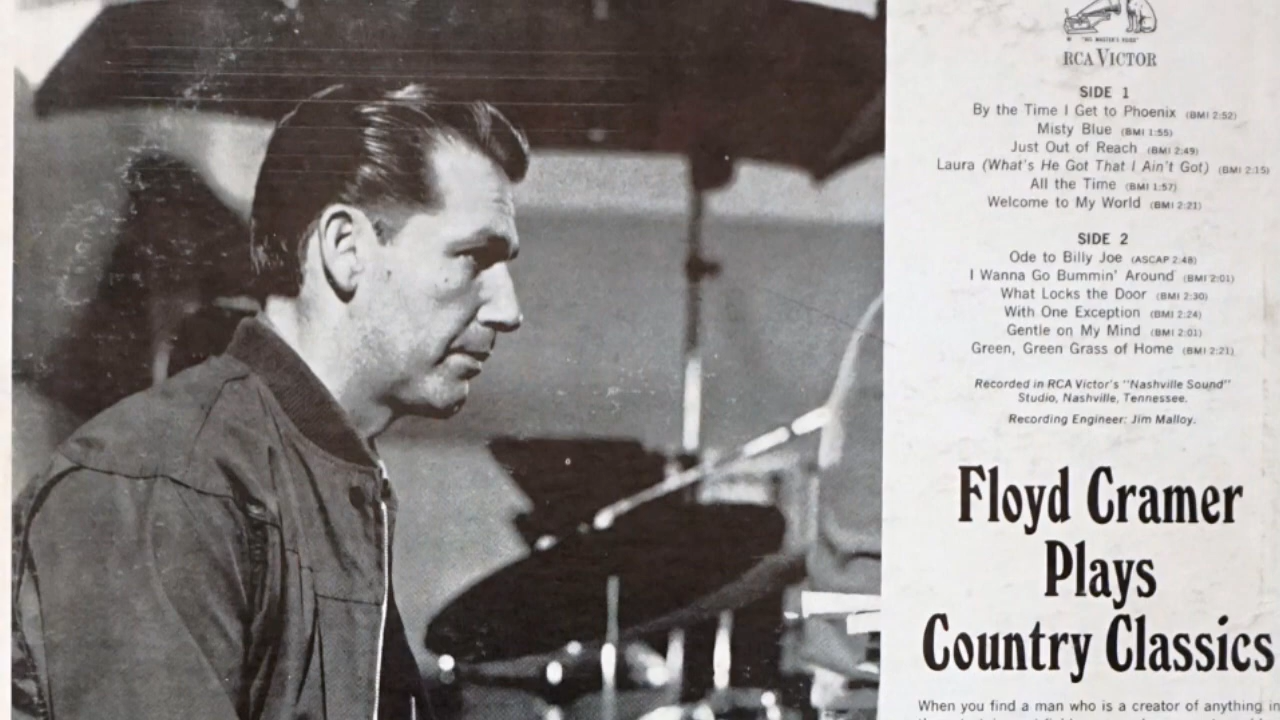 "HIS MASTER'S VOICE"
RCA VICTOR
SIDE 1
By the Time I Get to Phoenix (BMI 2:52)
Misty Blue (BMI 1:55)
Just Out of Reach (BMI 2:49)
Laura (What's He Got That I Ain't Got) (BMI 2:15)
All the Time (BMI 1:57)
Welcome to My World (BMI 2:21)
SIDE 2
Ode to Billy Joe (ASCAP 2:48)
I Wanna Go Bummin' Around (BMI 2:01)
What Locks the Door (BMI 2:30)
With One Exception (BMI 2:24)
Gentle on My Mind (BMI 2:01)
Green, Green Grass of Home (BMI 2:21)
Recorded in RCA Victor's "Nashville Sound"
Studio, Nashville, Tennessee.
Recording Engineer: Jim Malloy.
Floyd Cramer
Plays
Country Classics
When you find a man who is a creator of anything in